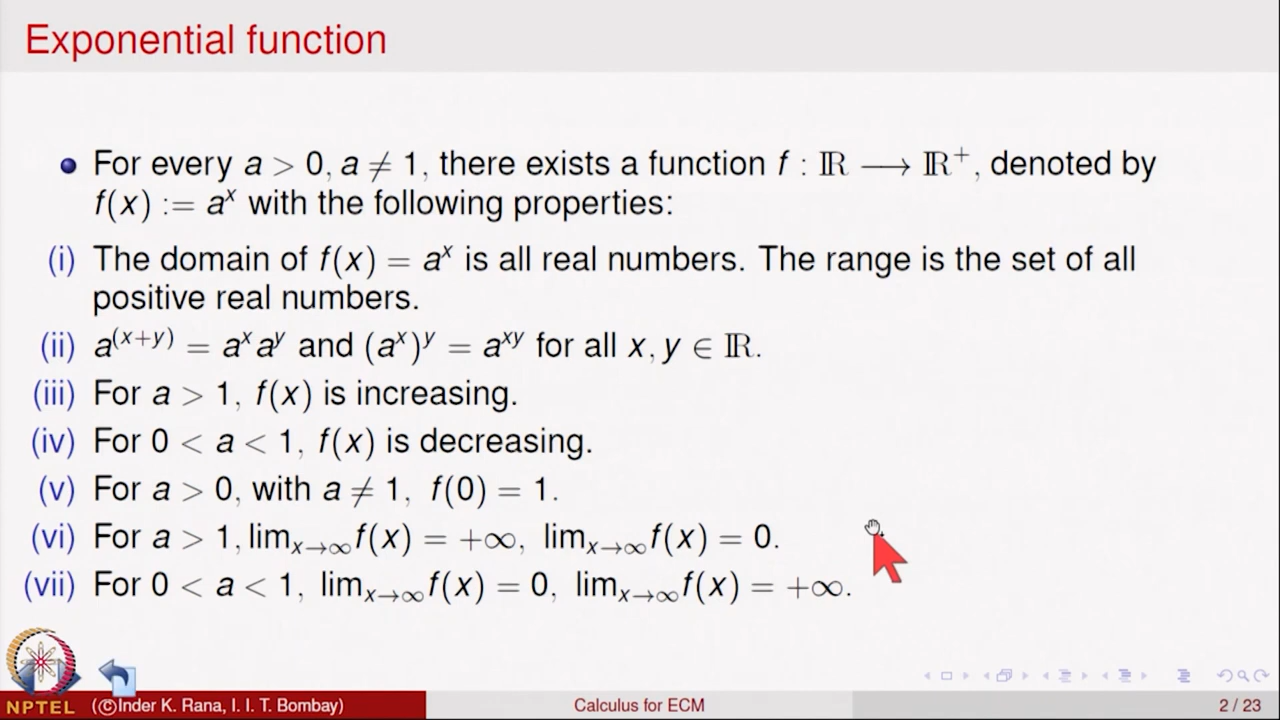 Exponential function
For every a > 0, a ≠ 1, there exists a function f : ℝ ⟶ ℝ⁺, denoted by
f(x) := aˣ with the following properties:
(i) The domain of f(x) = aˣ is all real numbers. The range is the set of all
positive real numbers.
(ii) a⁽ˣ⁺ʸ⁾ = aˣaʸ and (aˣ)ʸ = aˣʸ for all x, y ∈ ℝ.
(iii) For a > 1, f(x) is increasing.
(iv) For 0 < a < 1, f(x) is decreasing.
(v) For a > 0, with a ≠ 1, f(0) = 1.
(vi) For a > 1, limₓ→∞ f(x) = +∞, limₓ→∞ f(x) = 0.
(vii) For 0 < a < 1, limₓ→∞ f(x) = 0, limₓ→∞ f(x) = +∞.
NPTEL (©Inder K. Rana, I. I. T. Bombay) Calculus for ECM 2 / 23